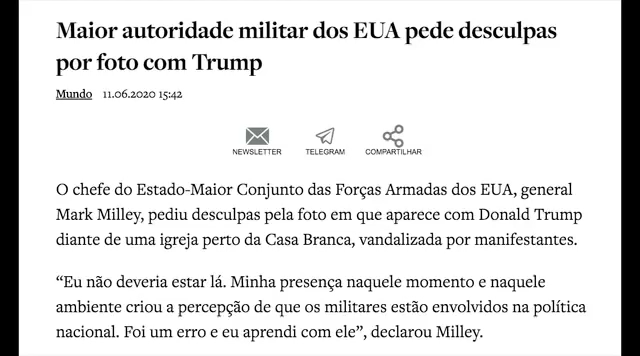 Maior autoridade militar dos EUA pede desculpas
por foto com Trump
Mundo 11.06.2020 15:42
NEWSLETTER TELEGRAM COMPARTILHAR
O chefe do Estado-Maior Conjunto das Forças Armadas dos EUA, general
Mark Milley, pediu desculpas pela foto em que aparece com Donald Trump
diante de uma igreja perto da Casa Branca, vandalizada por manifestantes.
“Eu não deveria estar lá. Minha presença naquele momento e naquele
ambiente criou a percepção de que os militares estão envolvidos na política
nacional. Foi um erro e eu aprendi com ele”, declarou Milley.